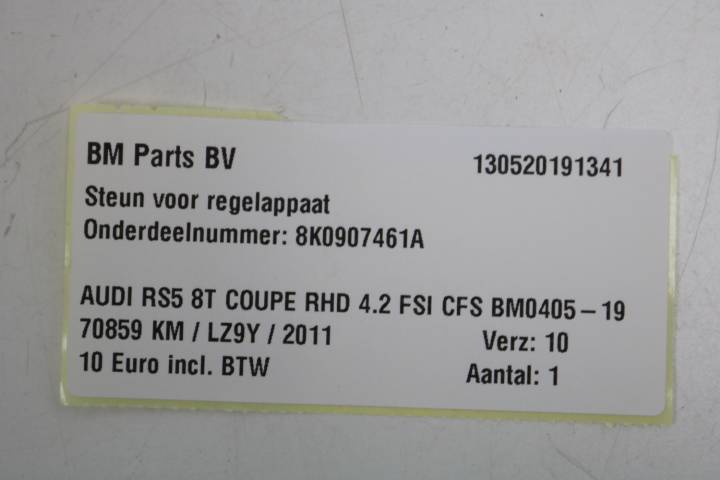 BM Parts BV 130520191341
Steun voor regelappaat
Onderdeelnummer: 8K0907461A
AUDI RS5 8T COUPE RHD 4.2 FSI CFS BM0405-19
70859 KM / LZ9Y / 2011 Verz: 10
10 Euro incl. BTW Aantal: 1